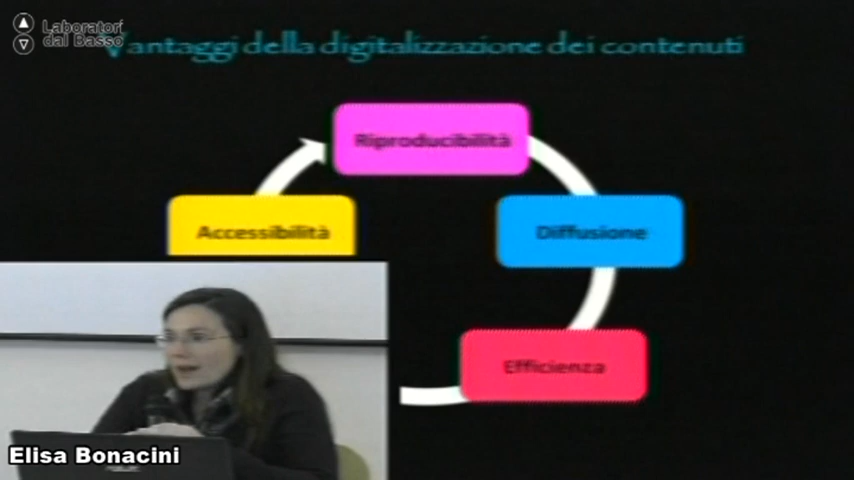 Laboratori
dal Basso
Vantaggi della digitalizzazione dei contenuti
Riproducibilità
Accessibilità
Diffusione
Efficienza
Elisa Bonacini